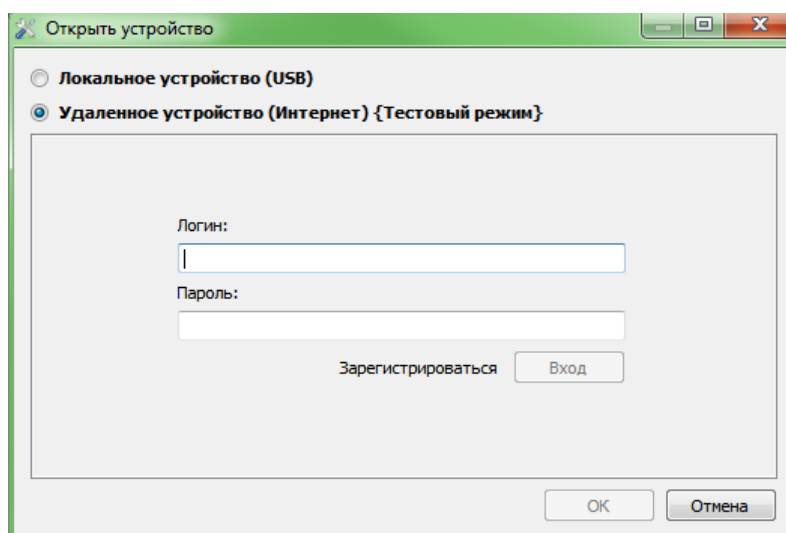 Открыть устройство
Локальное устройство (USB)
Удаленное устройство (Интернет) {Тестовый режим}
Логин:
Пароль:
Зарегистрироваться Вход
OK Отмена